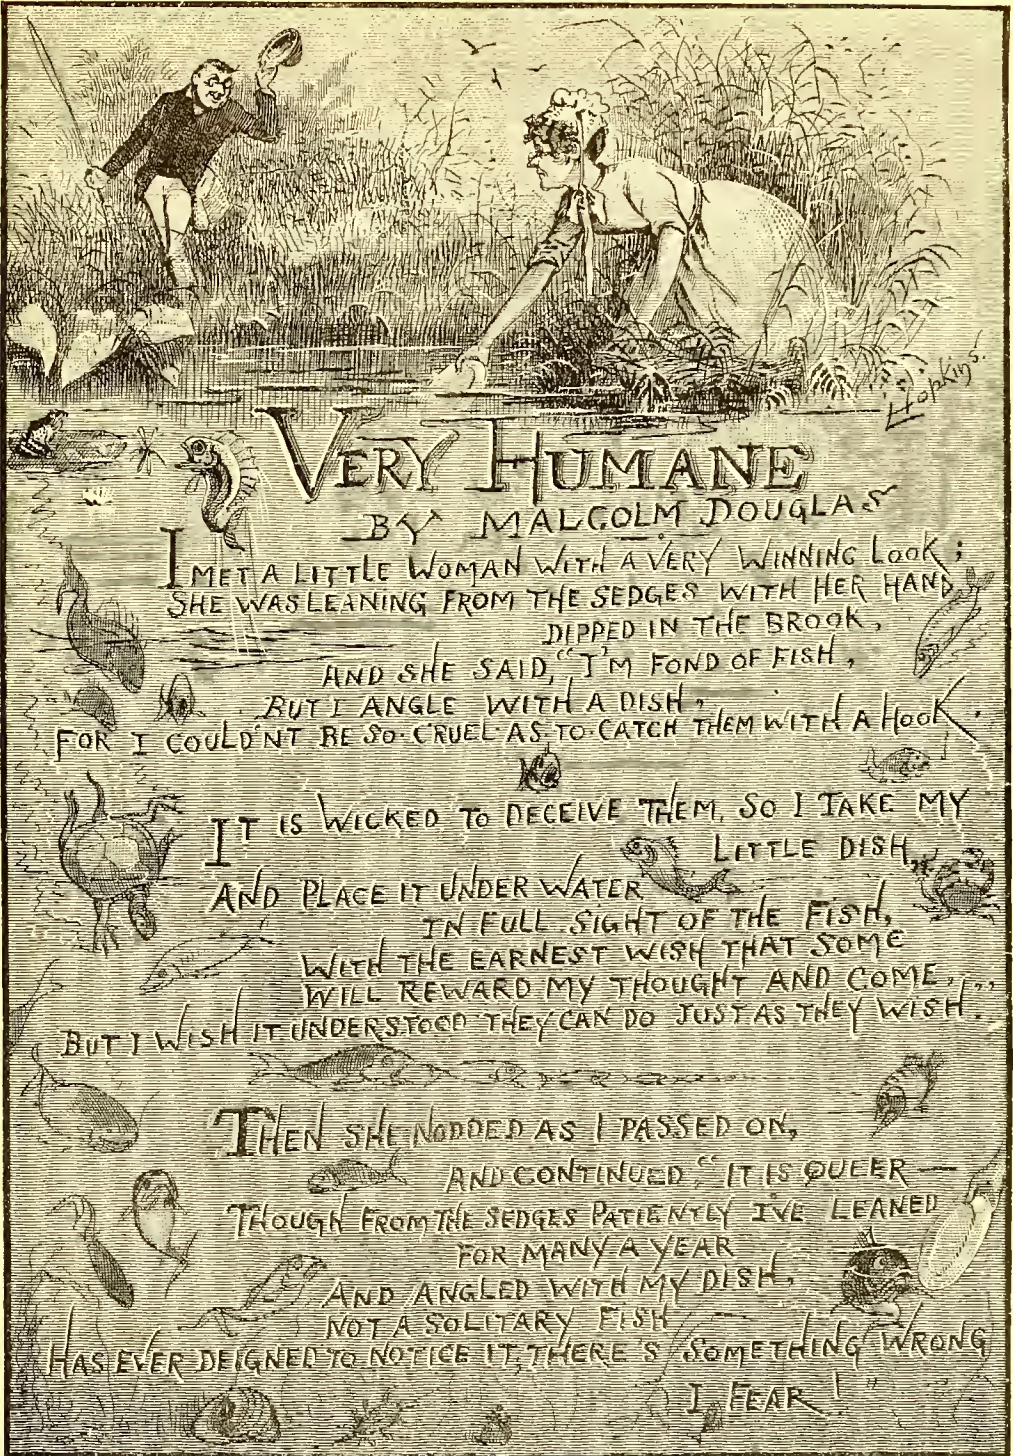 Hopkins.
VERY HUMANE
BY MALCOLM DOUGLAS
I MET A LITTLE WOMAN WITH A VERY WINNING LOOK;
SHE WAS LEANING FROM THE SEDGES WITH HER HAND
DIPPED IN THE BROOK,
AND SHE SAID, "I'M FOND OF FISH,
BUT I ANGLE WITH A DISH,
FOR I COULD'NT BE SO CRUEL AS TO CATCH THEM WITH A HOOK.
IT IS WICKED TO DECEIVE THEM, SO I TAKE MY
LITTLE DISH,
AND PLACE IT UNDER WATER
IN FULL SIGHT OF THE FISH,
WITH THE EARNEST WISH THAT SOME
WILL REWARD MY THOUGHT AND COME,
BUT I WISH IT UNDERSTOOD THEY CAN DO JUST AS THEY WISH."
THEN SHE NODDED AS I PASSED ON,
AND CONTINUED "IT IS QUEER—
THOUGH FROM THE SEDGES PATIENTLY I'VE LEANED
FOR MANY A YEAR
AND ANGLED WITH MY DISH,
NOT A SOLITARY FISH
HAS EVER DEIGNED TO NOTICE IT, THERE'S SOMETHING WRONG
I FEAR!"